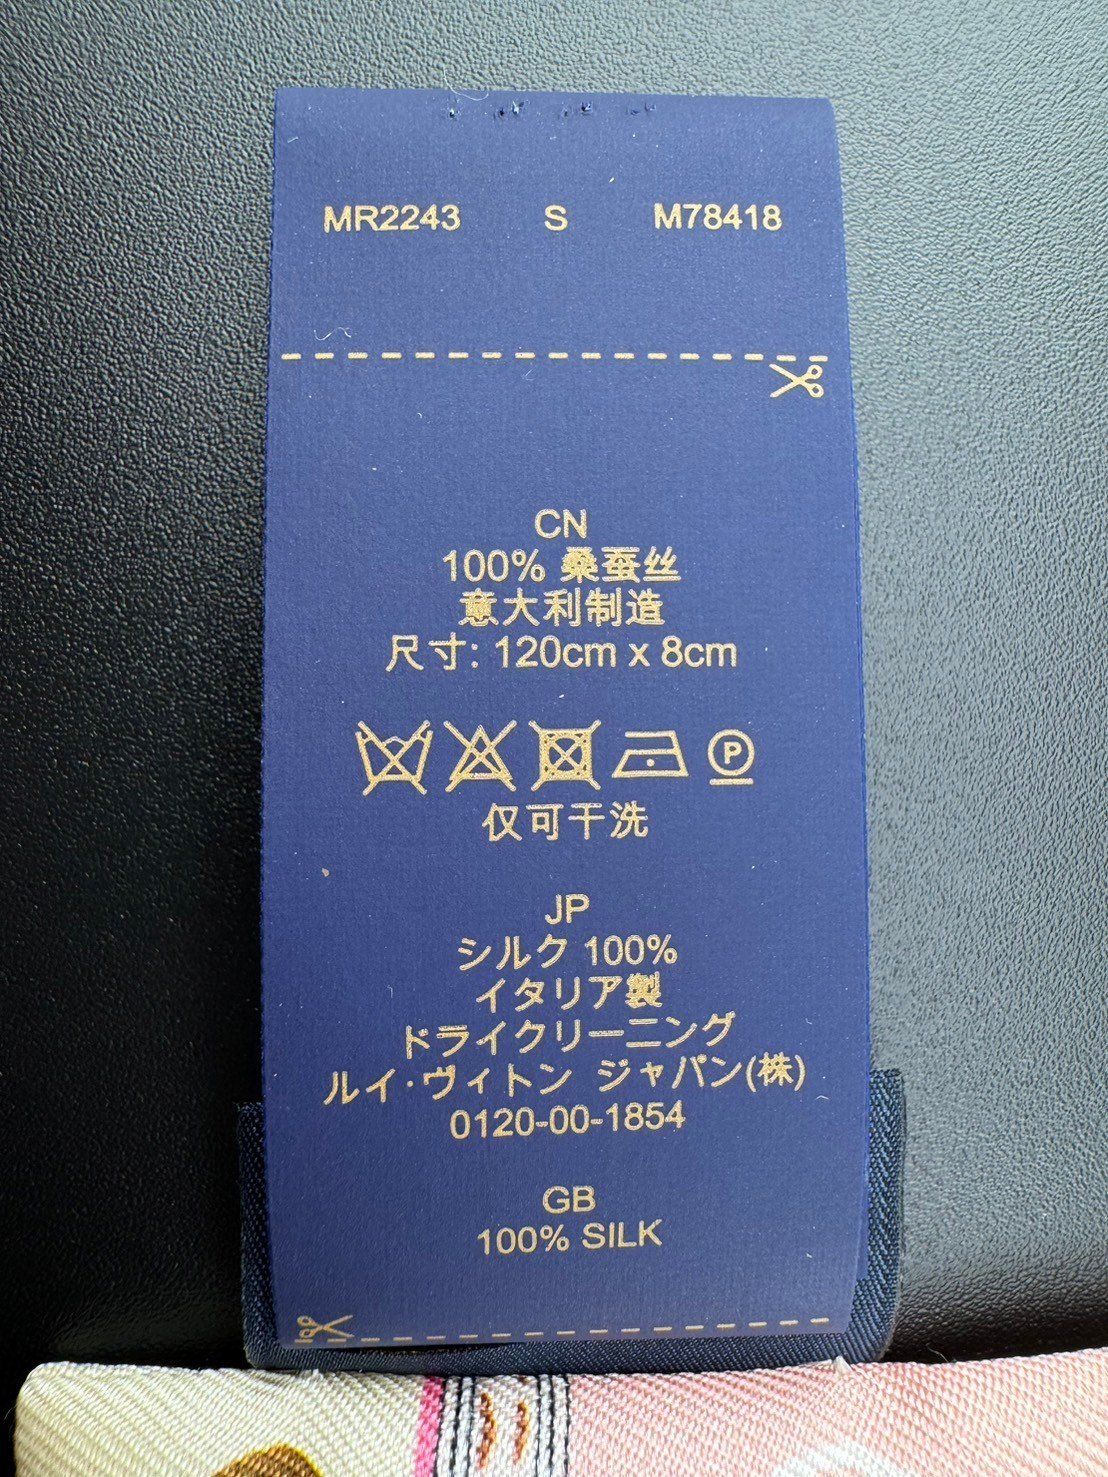 MR2243 S M78418
CN
100% 桑蚕丝
意大利制造
尺寸: 120cm x 8cm
P
仅可干洗
JP
シルク 100%
イタリア製
ドライクリーニング
ルイ·ヴィトン ジャパン(株)
0120-00-1854
GB
100% SILK